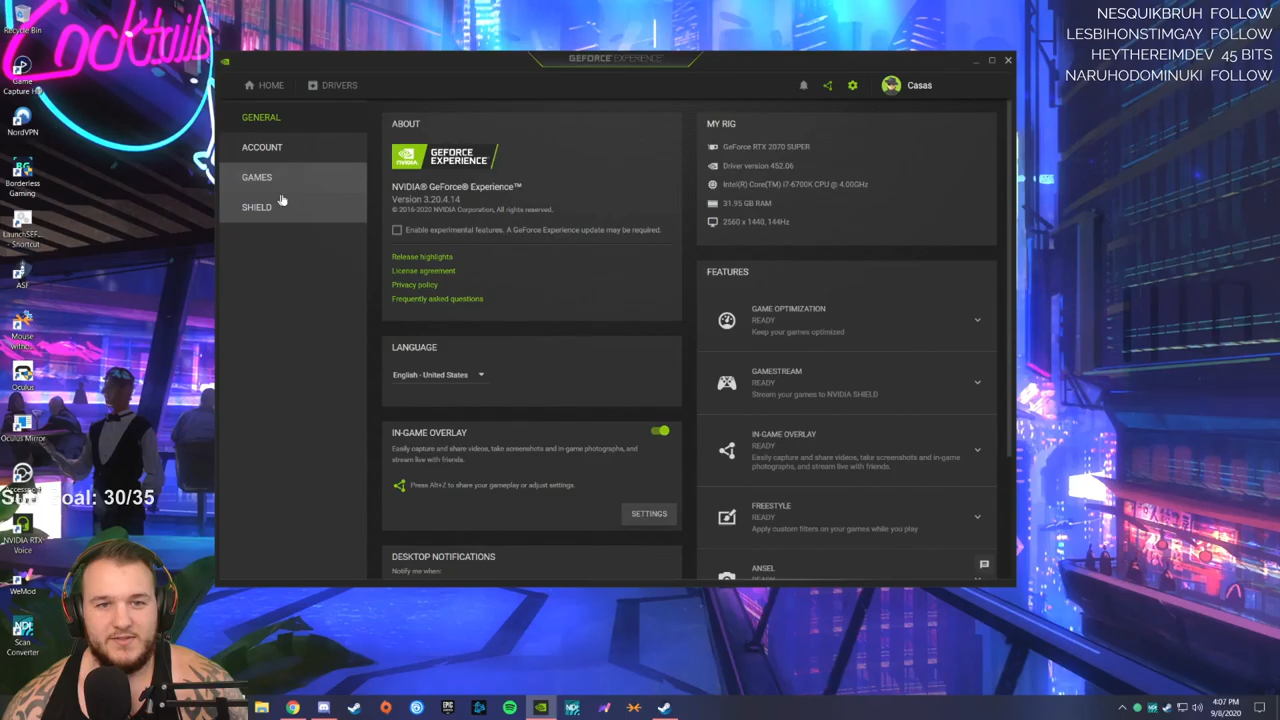 NESQUIKBRUH FOLLOW
LESBIHONSTIMGAY FOLLOW
HEYTHEREIMDEV 45 BITS
NARUHODOMINUKI FOLLOW
Cocktails
Recycle Bin
Game
NordVPN
Borderless
Gaming
LaunchSEF...
- Shortcut
ASF
Mouse
Oculus
Oculus Mirror
Goal: 30/35
NVIDIA RTX
Voice
WeMod
Scan
Converter
GEFORCE EXPERIENCE
HOME
DRIVERS
Casas
GENERAL
ACCOUNT
GAMES
SHIELD
ABOUT
NVIDIA
GEFORCE
EXPERIENCE
NVIDIA® GeForce® Experience™
Version 3.20.4.14
© 2016-2020 NVIDIA Corporation, All rights reserved.
Enable experimental features. A GeForce Experience update may be required.
Release highlights
License agreement
Privacy policy
Frequently asked questions
LANGUAGE
English - United States
IN-GAME OVERLAY
Easily capture and share videos, take screenshots and in-game photographs, and
stream live with friends.
Press Alt+Z to share your gameplay or adjust settings.
SETTINGS
DESKTOP NOTIFICATIONS
Notify me when:
MY RIG
GeForce RTX 2070 SUPER
Driver version 452.06
Intel(R) Core(TM) i7-6700K CPU @ 4.00GHz
31.95 GB RAM
2560 x 1440, 144Hz
FEATURES
GAME OPTIMIZATION
READY
Keep your games optimized
GAMESTREAM
READY
Stream your games to NVIDIA SHIELD
IN-GAME OVERLAY
READY
Easily capture and share videos, take screenshots and in-game
photographs, and stream live with friends.
FREESTYLE
READY
Apply custom filters on your games while you play
ANSEL
4:07 PM
9/8/2020